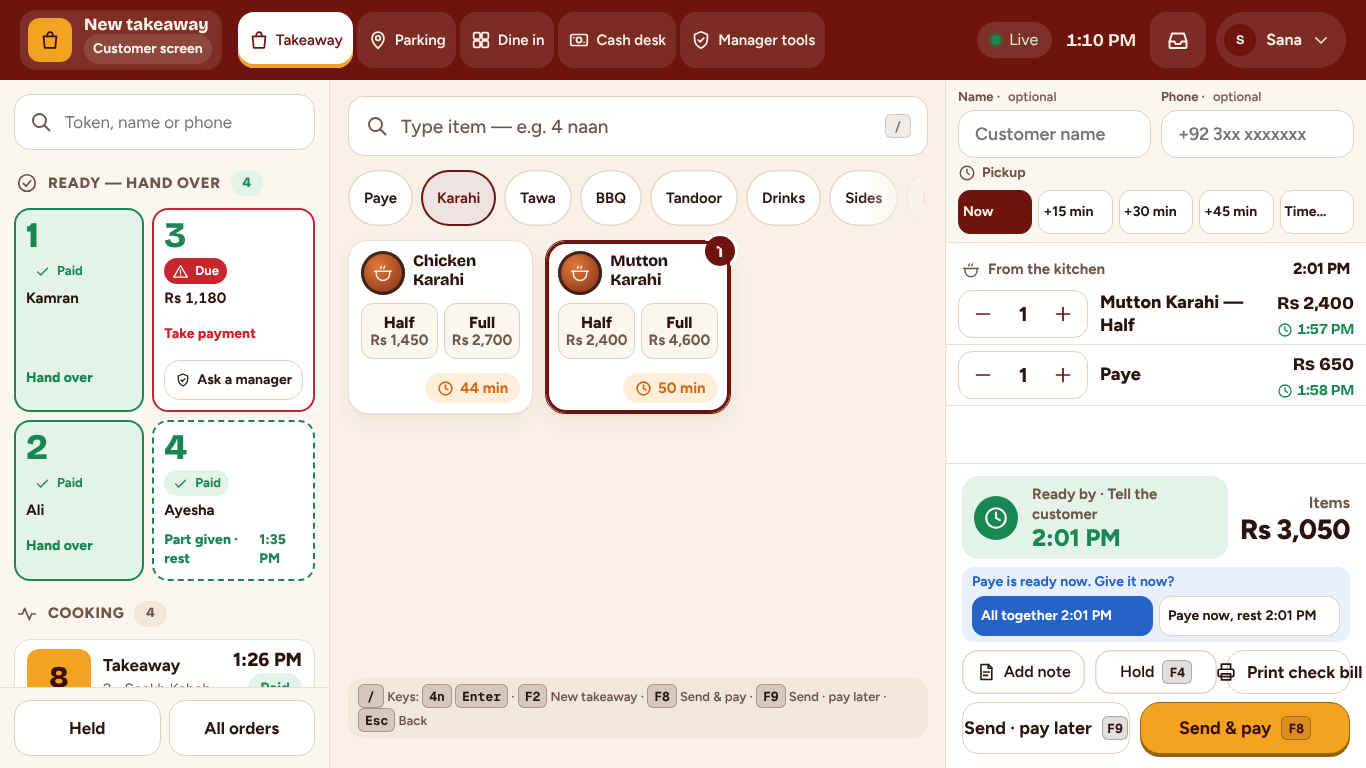 New takeaway
Customer screen
Takeaway
Parking
Dine in
Cash desk
Manager tools
Live
1:10 PM
S
Sana
Token, name or phone
READY — HAND OVER 4
1
Paid
Kamran
Hand over
3
Due
Rs 1,180
Take payment
Ask a manager
2
Paid
Ali
Hand over
4
Paid
Ayesha
Part given · rest 1:35 PM
COOKING 4
8
Takeaway
1:26 PM
Held
All orders
Type item — e.g. 4 naan
/
Paye
Karahi
Tawa
BBQ
Tandoor
Drinks
Sides
Chicken
Karahi
Half
Rs 1,450
Full
Rs 2,700
44 min
1
Mutton
Karahi
Half
Rs 2,400
Full
Rs 4,600
50 min
/ Keys: 4n Enter · F2 New takeaway · F8 Send & pay · F9 Send · pay later ·
Esc Back
Name · optional
Customer name
Phone · optional
+92 3xx xxxxxxx
Pickup
Now
+15 min
+30 min
+45 min
Time...
From the kitchen
2:01 PM
− 1 +
Mutton Karahi —
Half
Rs 2,400
1:57 PM
− 1 +
Paye
Rs 650
1:58 PM
Ready by · Tell the
customer
2:01 PM
Items
Rs 3,050
Paye is ready now. Give it now?
All together 2:01 PM
Paye now, rest 2:01 PM
Add note
Hold F4
Print check bill
Send · pay later F9
Send & pay F8